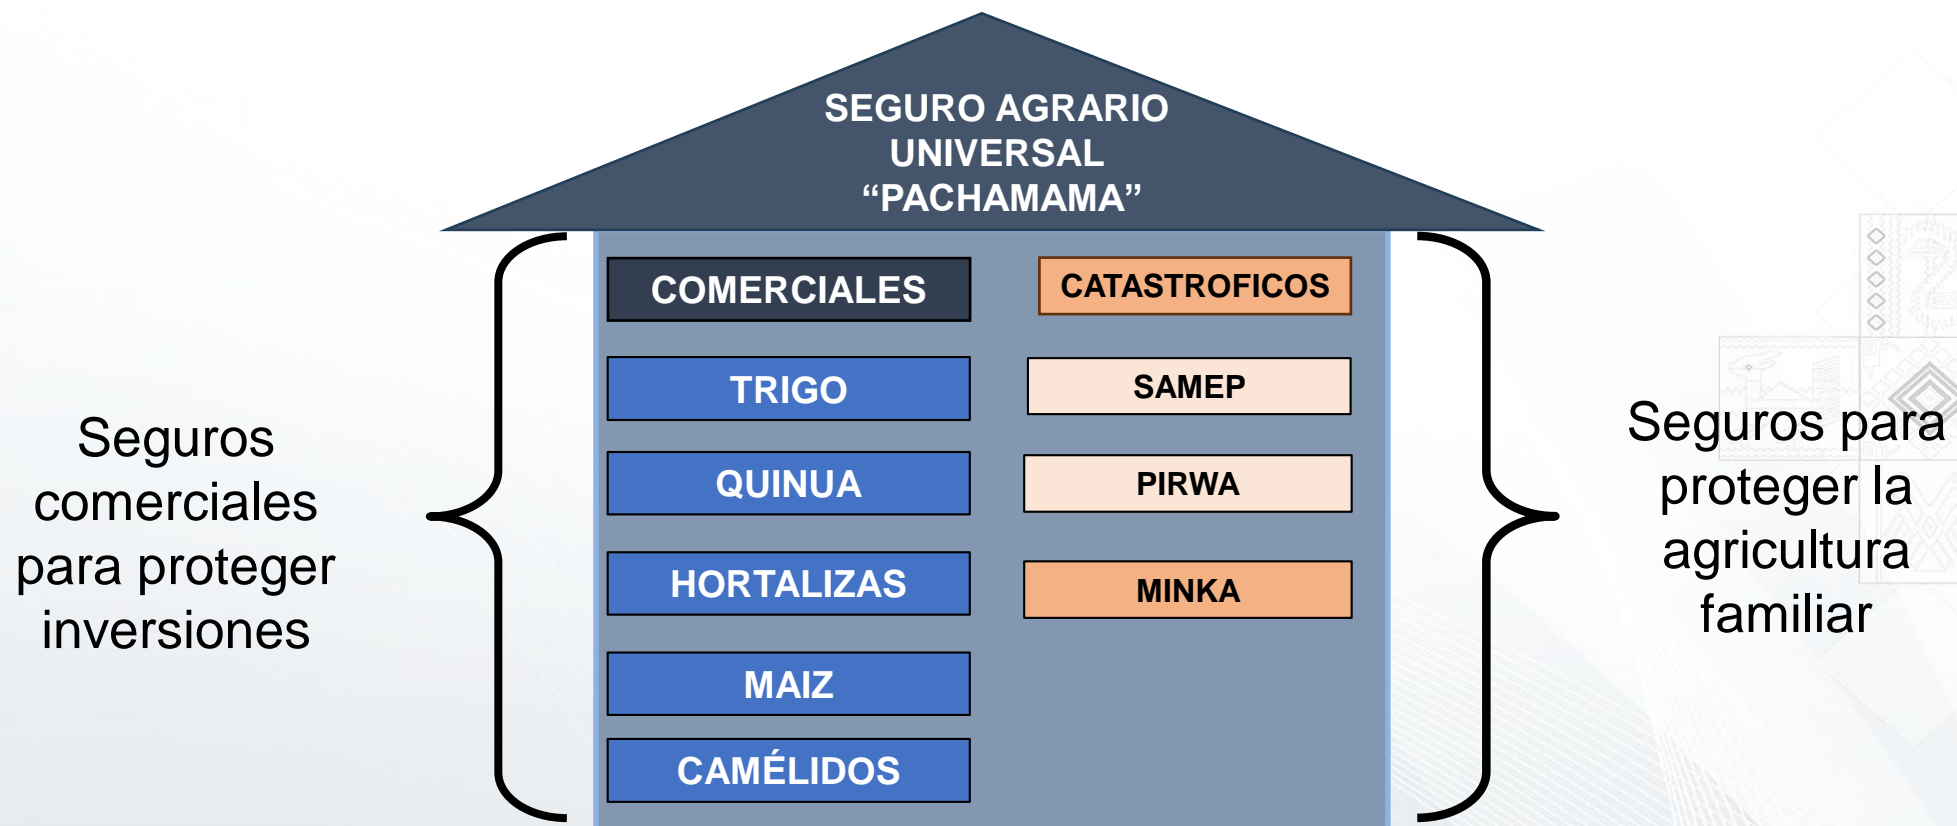 SEGURO AGRARIO
UNIVERSAL
“PACHAMAMA”
COMERCIALES
TRIGO
QUINUA
HORTALIZAS
MAIZ
CAMÉLIDOS
CATASTROFICOS
SAMEP
PIRWA
MINKA
Seguros
comerciales
para proteger
inversiones
Seguros para
proteger la
agricultura
familiar